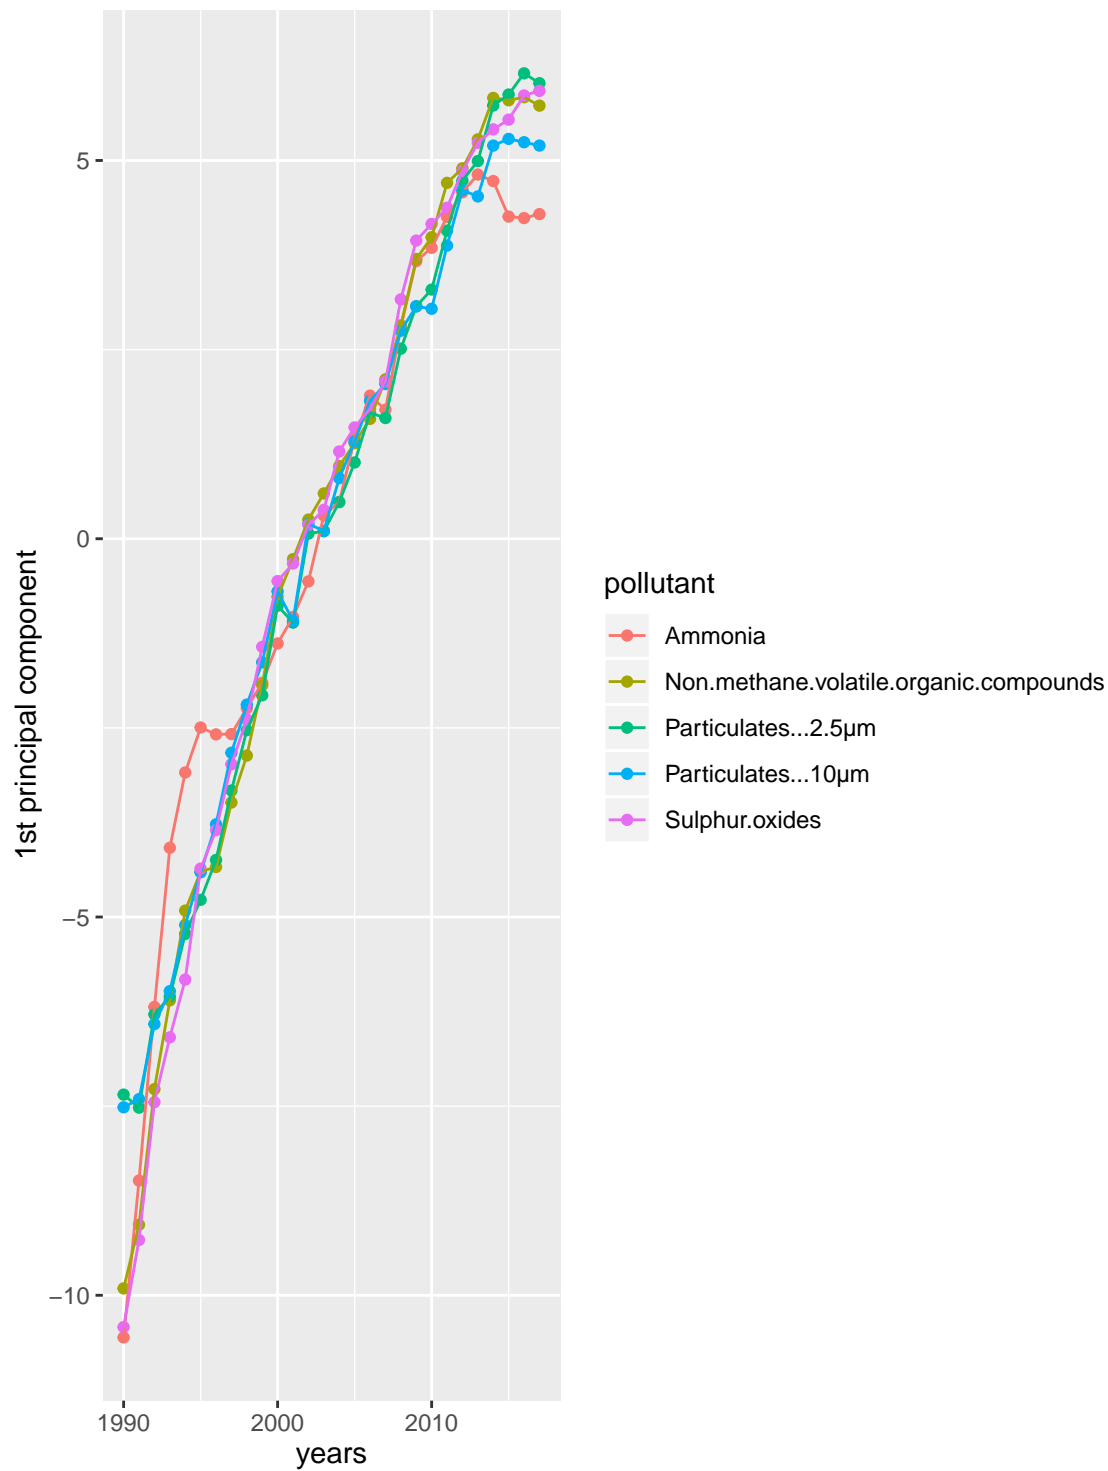 5
0
−5
−10
1st principal component
1990 2000 2010
years
pollutant
Ammonia
Non.methane.volatile.organic.compounds
Particulates...2.5µm
Particulates...10µm
Sulphur.oxides